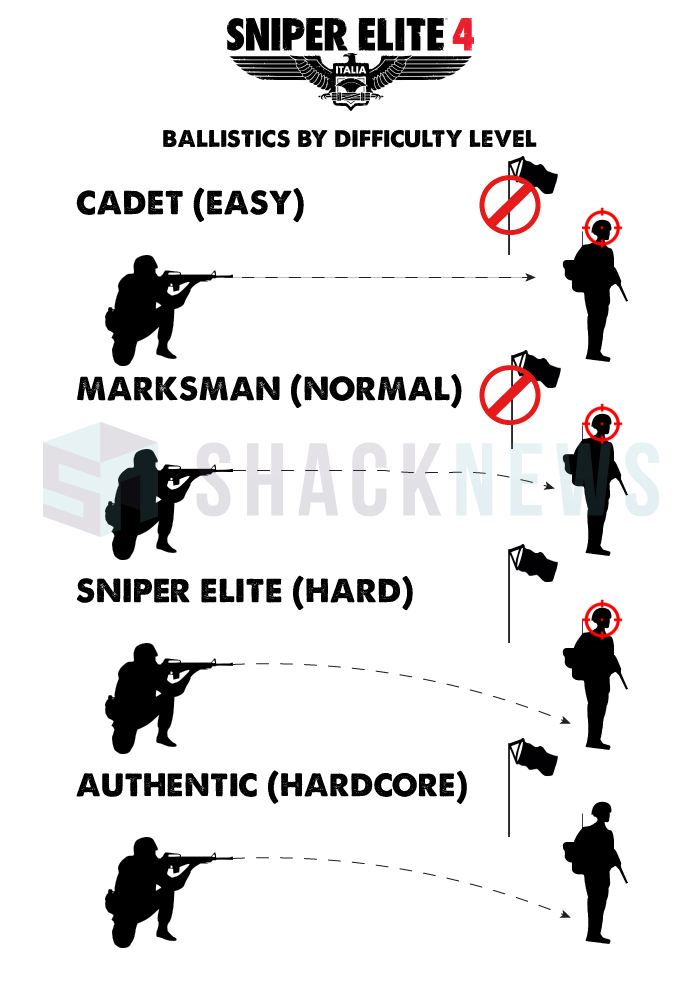 SNIPER ELITE 4
ITALIA
BALLISTICS BY DIFFICULTY LEVEL
CADET (EASY)
MARKSMAN (NORMAL)
SHACKNEWS
SNIPER ELITE (HARD)
AUTHENTIC (HARDCORE)